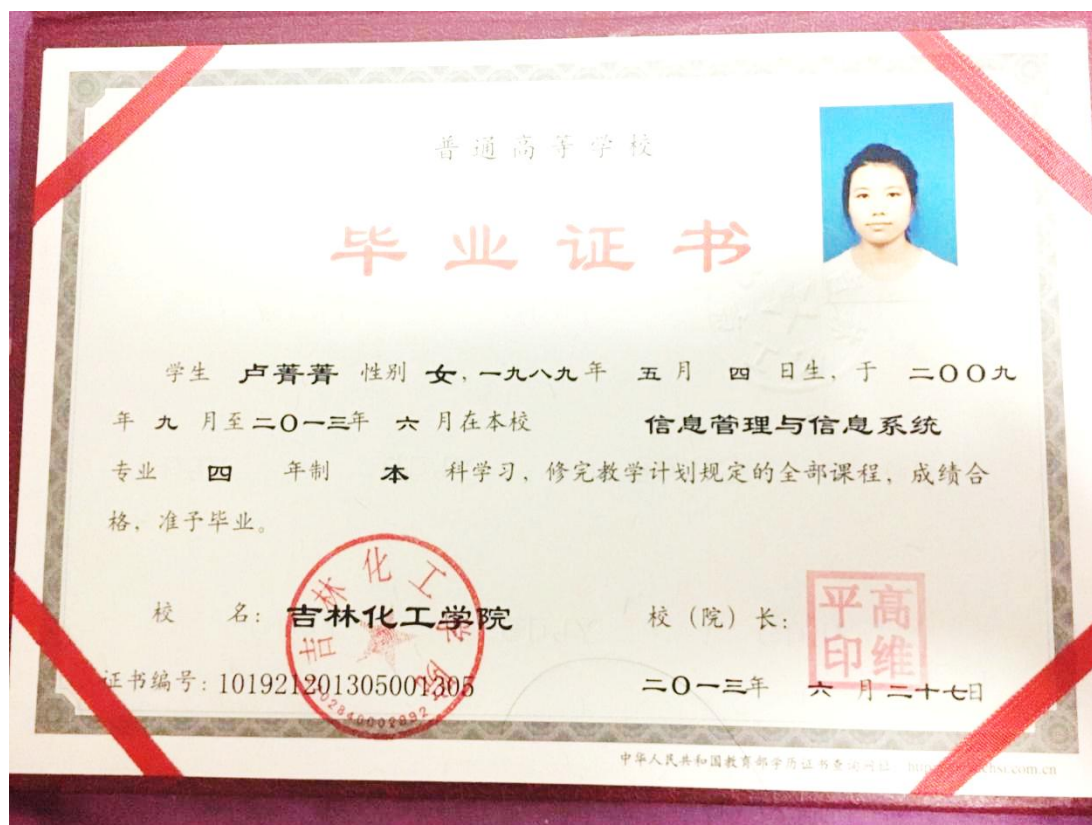 普通高等学校
毕业证书
学生 卢菁菁 性别 女，一九八九年 五月 四 日生，于 二〇〇九
年 九 月至二〇一三年 六 月在本校 信息管理与信息系统
专业 四 年制 本 科学习，修完教学计划规定的全部课程，成绩合
格，准予毕业。
校 名：吉林化工学院
校（院）长：
高维平印
吉林化工学院
证书编号：101921201305001305
二〇一三年 六 月二十七日
中华人民共和国教育部学历证书查询网址